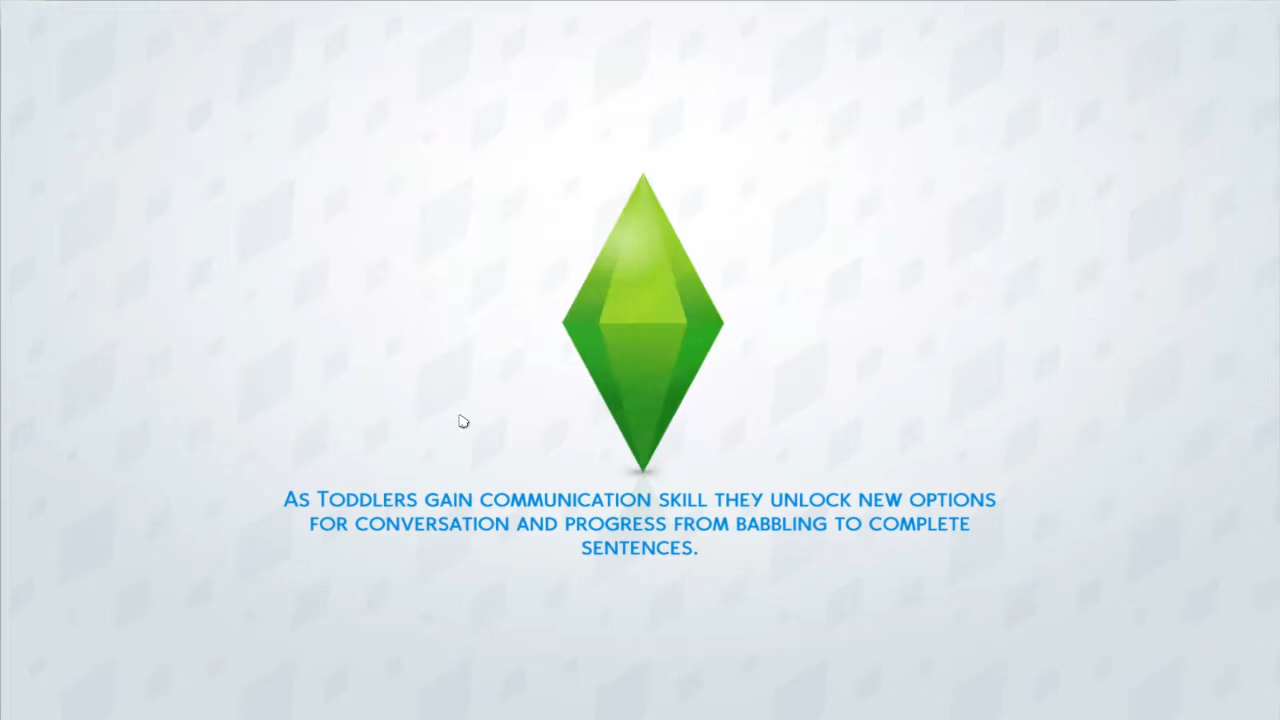 As Toddlers gain communication skill they unlock new options
for conversation and progress from babbling to complete
sentences.